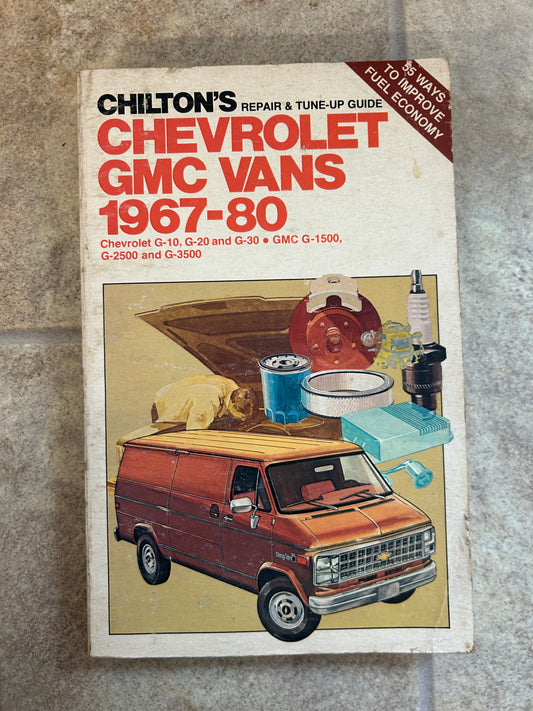 55 WAYS
TO IMPROVE
FUEL ECONOMY
CHILTON'S REPAIR & TUNE-UP GUIDE
CHEVROLET
GMC VANS
1967-80
Chevrolet G-10, G-20 and G-30 • GMC G-1500,
G-2500 and G-3500